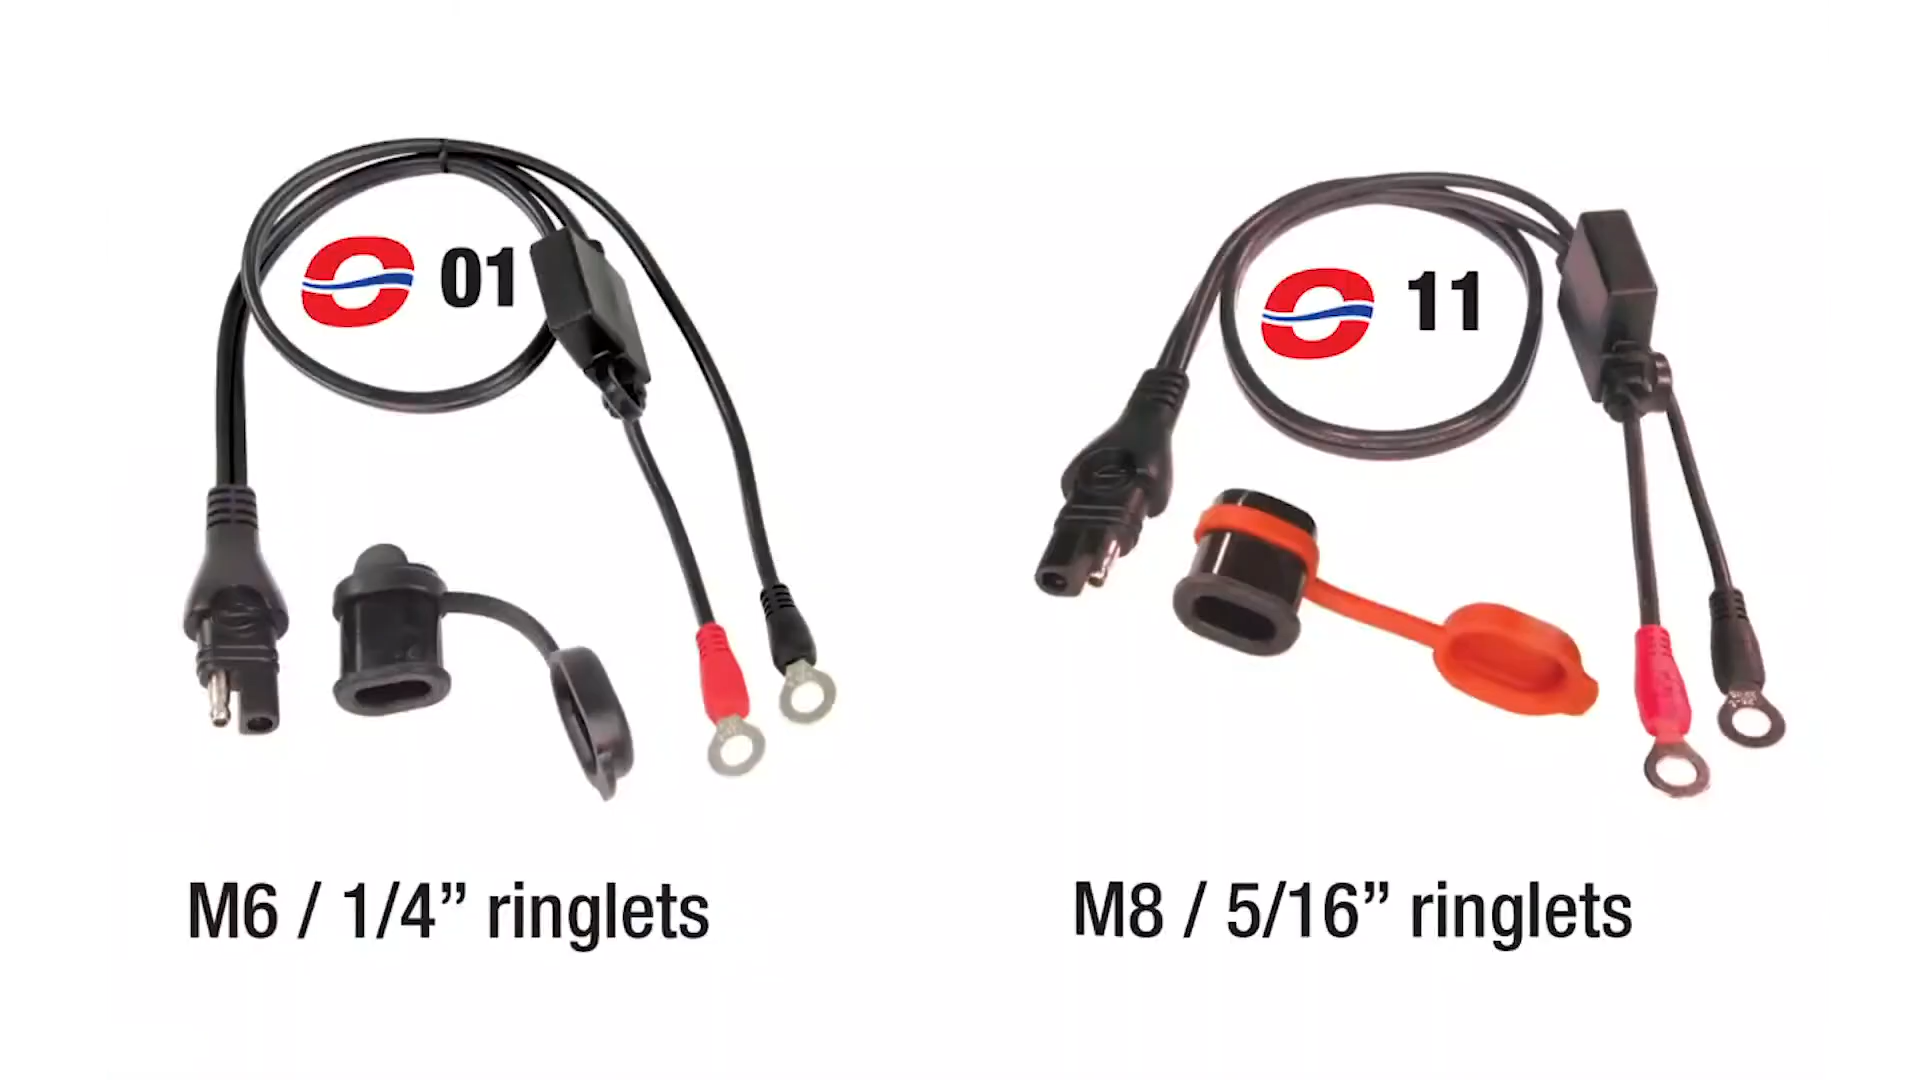 O 01
O 11
M6 / 1/4” ringlets
M8 / 5/16” ringlets